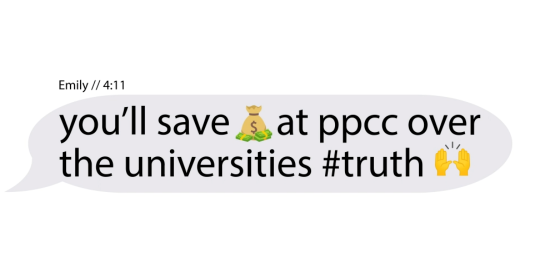 Emily // 4:11
you’ll save 💰 at ppcc over
the universities #truth 🙌